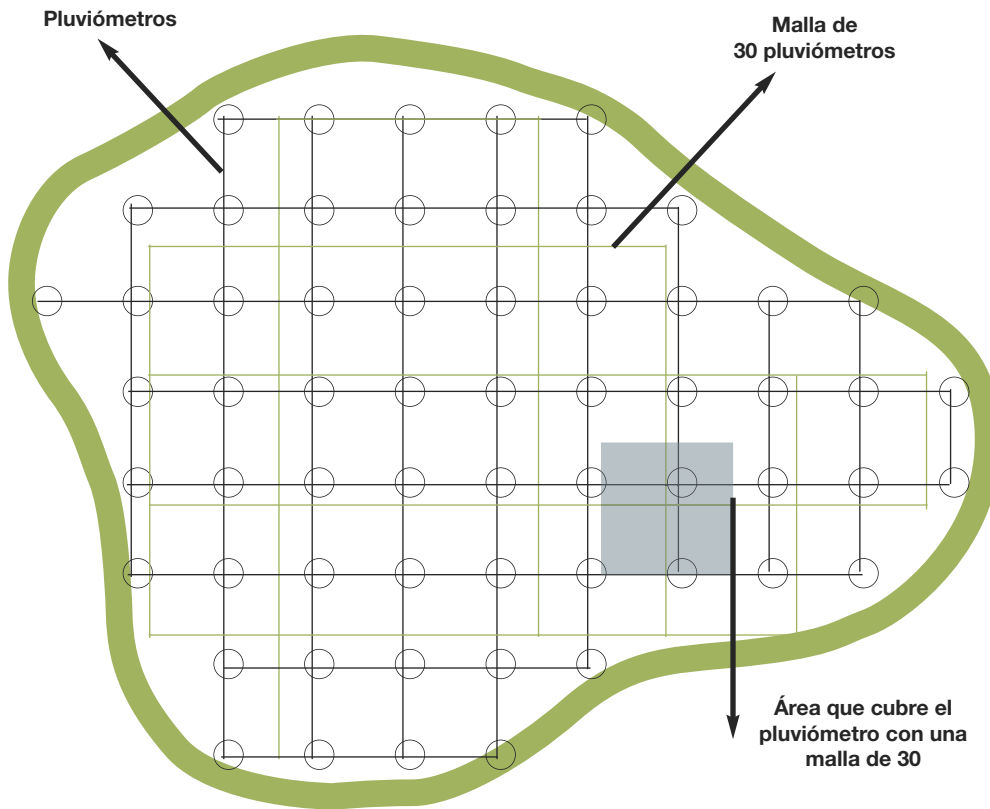 Pluviómetros
Malla de
30 pluviómetros
Área que cubre el
pluviómetro con una
malla de 30